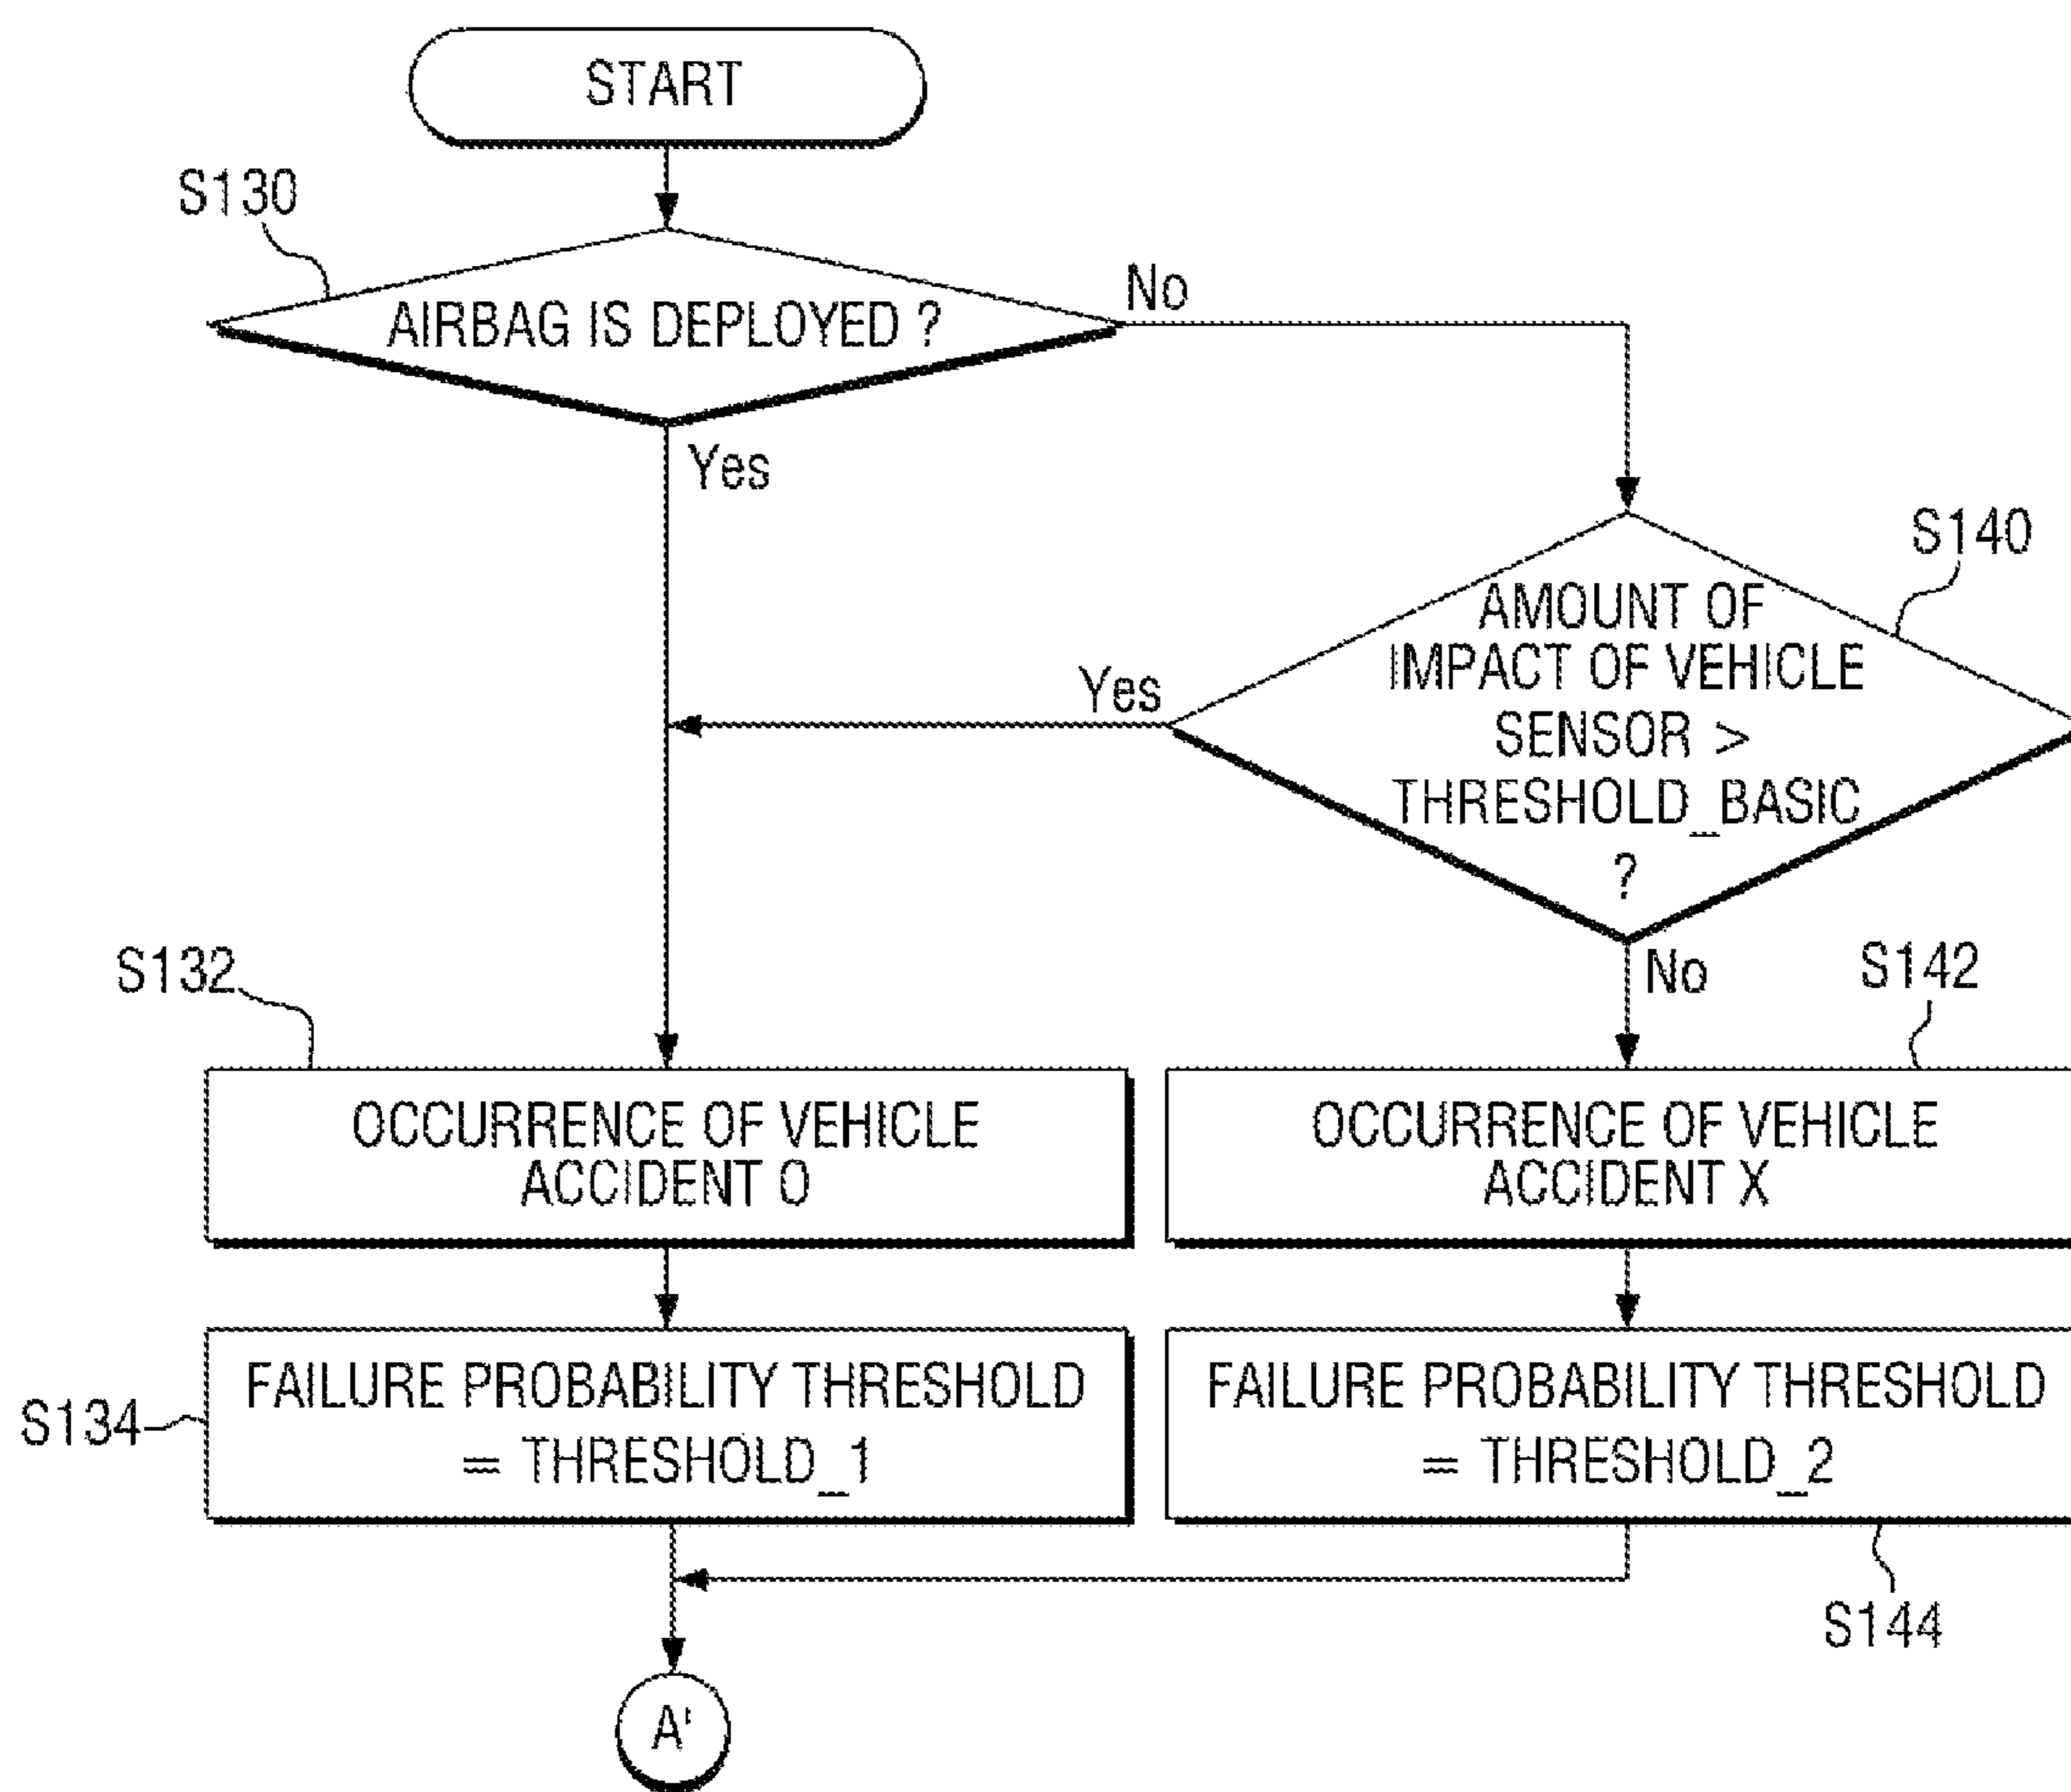 START
S130
AIRBAG IS DEPLOYED ?
No
Yes
S140
AMOUNT OF
IMPACT OF VEHICLE
SENSOR >
THRESHOLD_BASIC
?
Yes
No
S132
S142
OCCURRENCE OF VEHICLE
ACCIDENT O
OCCURRENCE OF VEHICLE
ACCIDENT X
S134
FAILURE PROBABILITY THRESHOLD
= THRESHOLD_1
FAILURE PROBABILITY THRESHOLD
= THRESHOLD_2
S144
A'